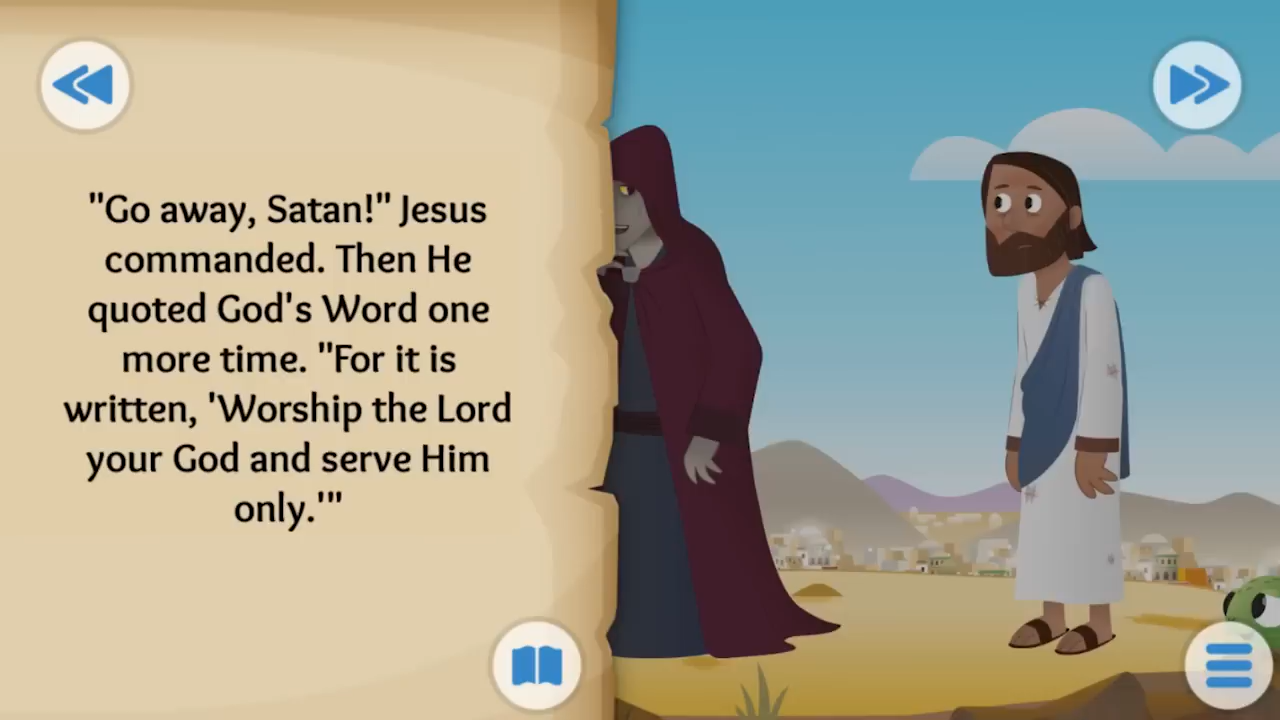 "Go away, Satan!" Jesus
commanded. Then He
quoted God's Word one
more time. "For it is
written, 'Worship the Lord
your God and serve Him
only.'"